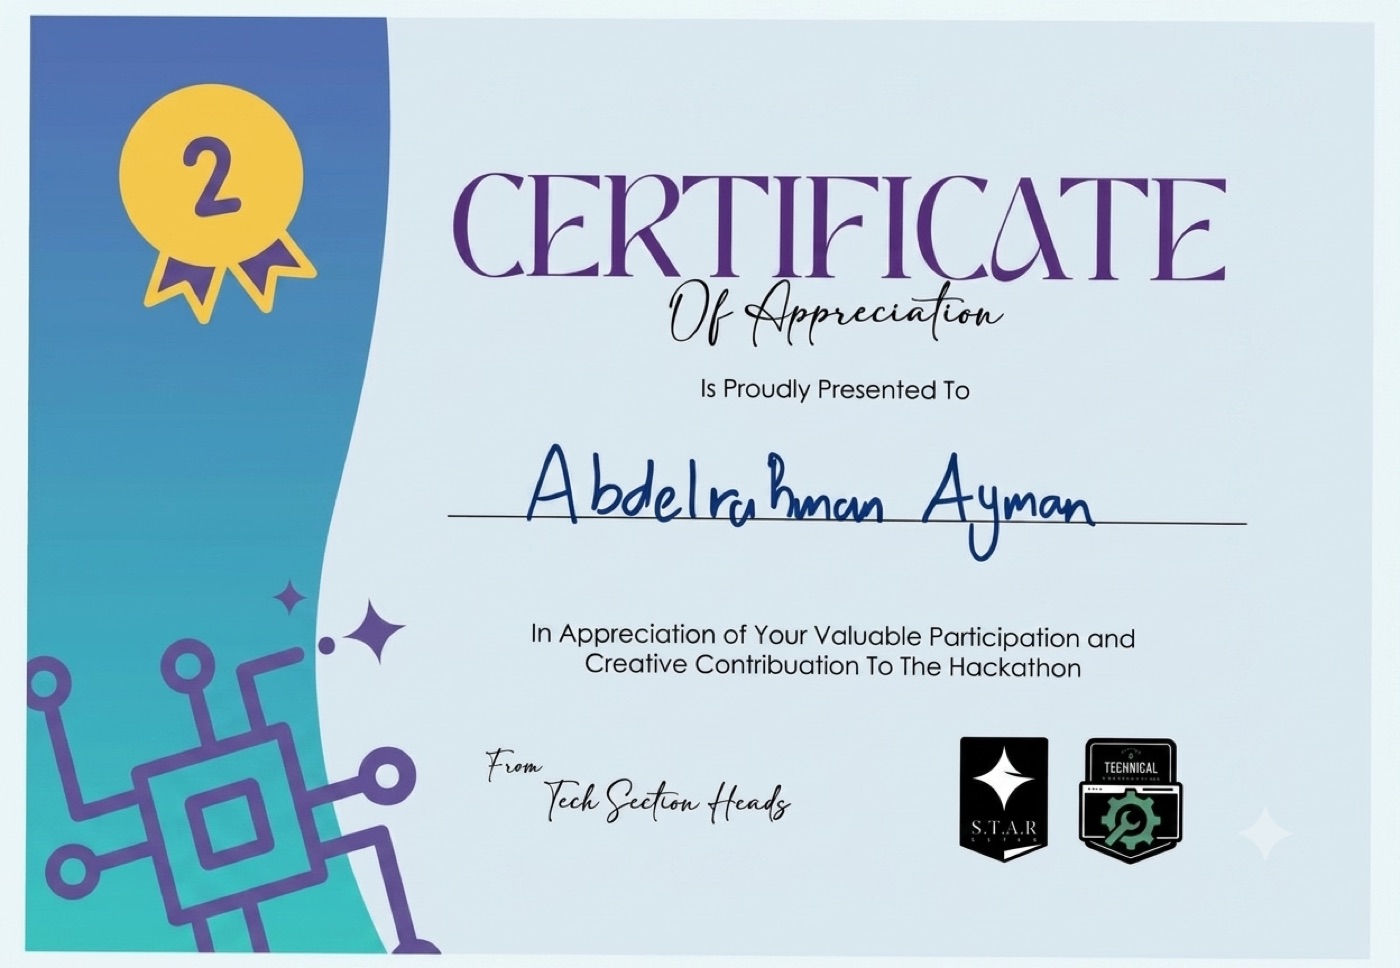 2
CERTIFICATE
Of Appreciation
Is Proudly Presented To
Abdelrahman Ayman
In Appreciation of Your Valuable Participation and
Creative Contribuation To The Hackathon
From
Tech Section Heads
S.T.A.R
TECHNICAL